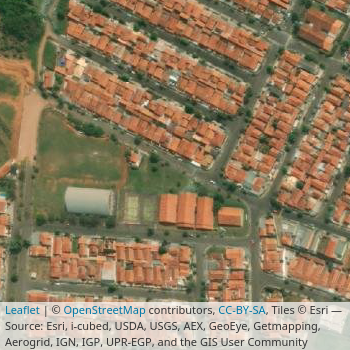 Leaflet | © OpenStreetMap contributors, CC-BY-SA, Tiles © Esri —
Source: Esri, i-cubed, USDA, USGS, AEX, GeoEye, Getmapping,
Aerogrid, IGN, IGP, UPR-EGP, and the GIS User Community